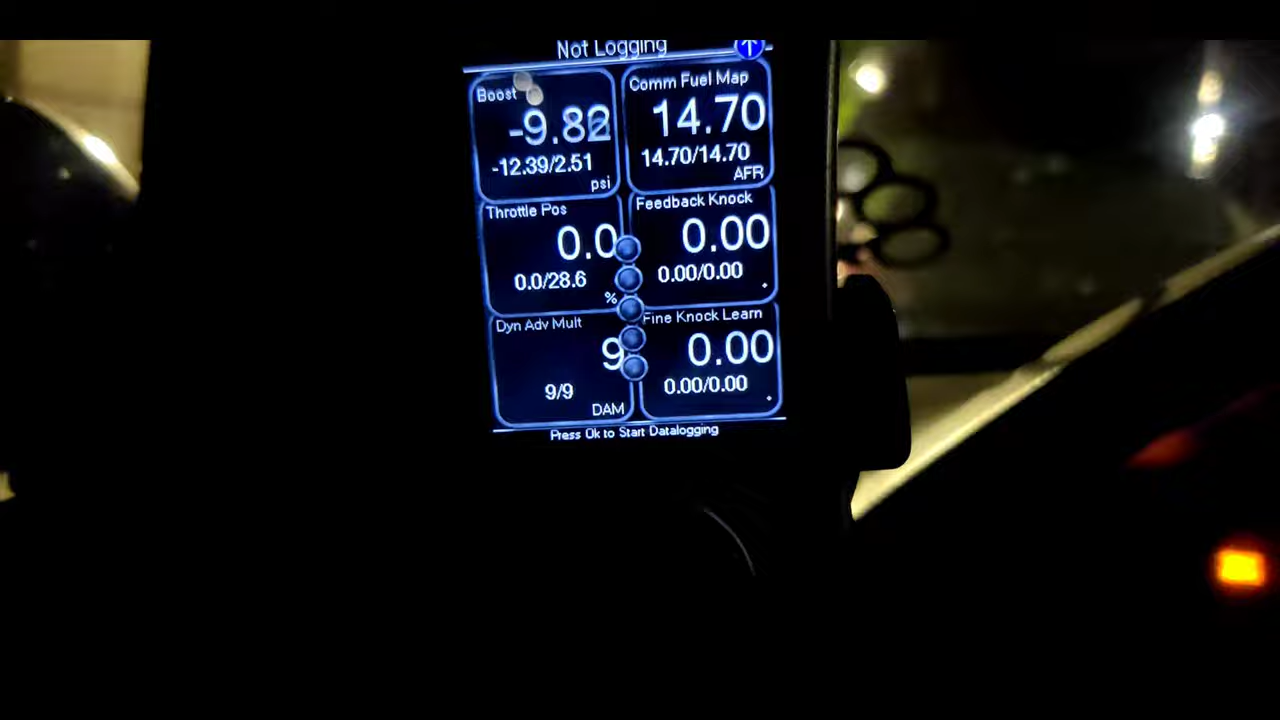 Not Logging
Boost
-12.39/2.51
psi
Comm Fuel Map
14.70
14.70/14.70
AFR
Throttle Pos
0.0
0.0/28.6
%
Feedback Knock
0.00
0.00/0.00
Dyn Adv Mult
9
9/9
DAM
Fine Knock Learn
0.00
0.00/0.00
Press Ok to Start Datalogging